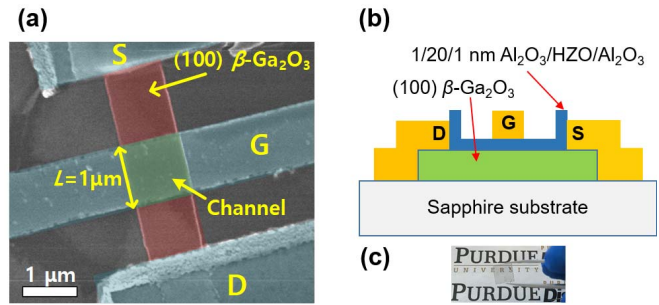 (a)
S
(100) β-Ga₂O₃
G
L=1μm
Channel
D
1 μm
(b)
1/20/1 nm Al₂O₃/HZO/Al₂O₃
(100) β-Ga₂O₃
D
G
S
Sapphire substrate
(c)
PURDUE
UNIVERSITY
PURDUE